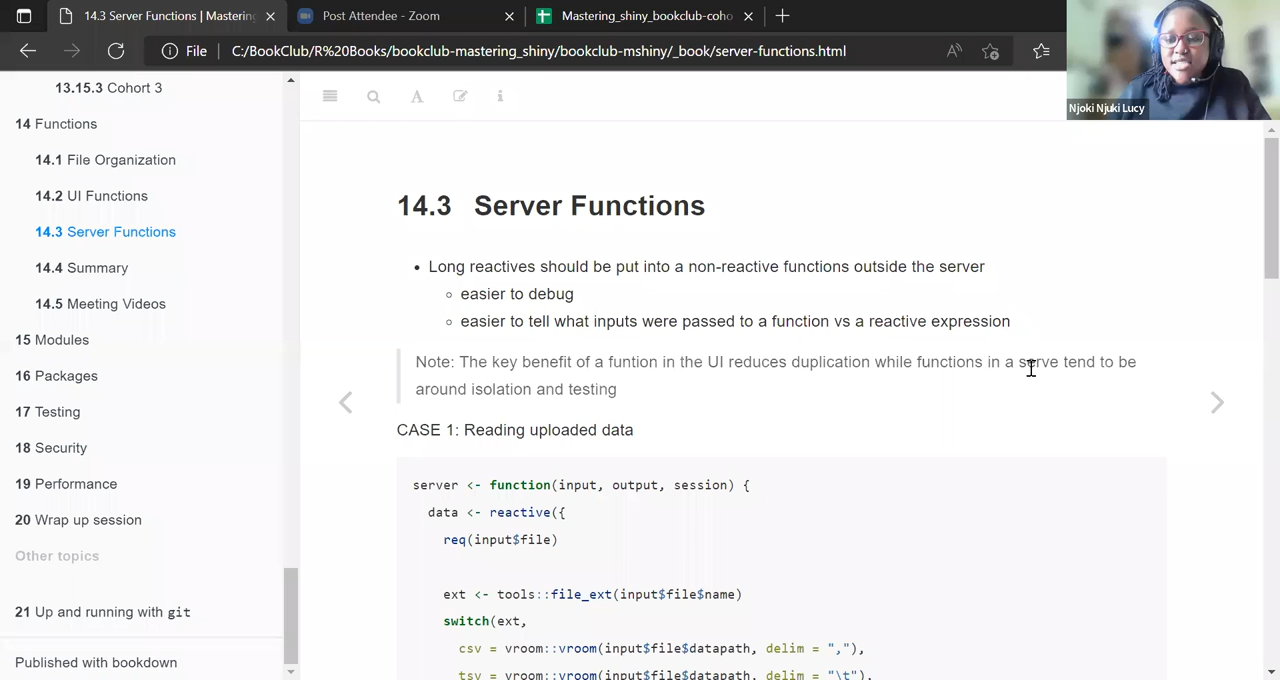 14.3 Server Functions | Mastering
Post Attendee - Zoom
Mastering_shiny_bookclub-coho
File
C:/BookClub/R%20Books/bookclub-mastering_shiny/bookclub-mshiny/_book/server-functions.html
Njoki Njuki Lucy
13.15.3 Cohort 3
14 Functions
14.1 File Organization
14.2 UI Functions
14.3 Server Functions
14.4 Summary
14.5 Meeting Videos
15 Modules
16 Packages
17 Testing
18 Security
19 Performance
20 Wrap up session
Other topics
21 Up and running with git
Published with bookdown
14.3 Server Functions
• Long reactives should be put into a non-reactive functions outside the server
◦ easier to debug
◦ easier to tell what inputs were passed to a function vs a reactive expression
Note: The key benefit of a funtion in the UI reduces duplication while functions in a serve tend to be
around isolation and testing
CASE 1: Reading uploaded data
server <- function(input, output, session) {
data <- reactive({
req(input$file)
ext <- tools::file_ext(input$file$name)
switch(ext,
csv = vroom::vroom(input$file$datapath, delim = ","),
tsv = vroom::vroom(input$file$datapath, delim = "\t"),